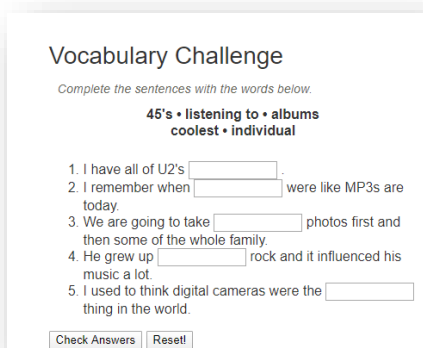 Vocabulary Challenge
Complete the sentences with the words below.
45's • listening to • albums
coolest • individual
1. I have all of U2's .
2. I remember when were like MP3s are
today.
3. We are going to take photos first and
then some of the whole family.
4. He grew up rock and it influenced his
music a lot.
5. I used to think digital cameras were the
thing in the world.
Check Answers Reset!